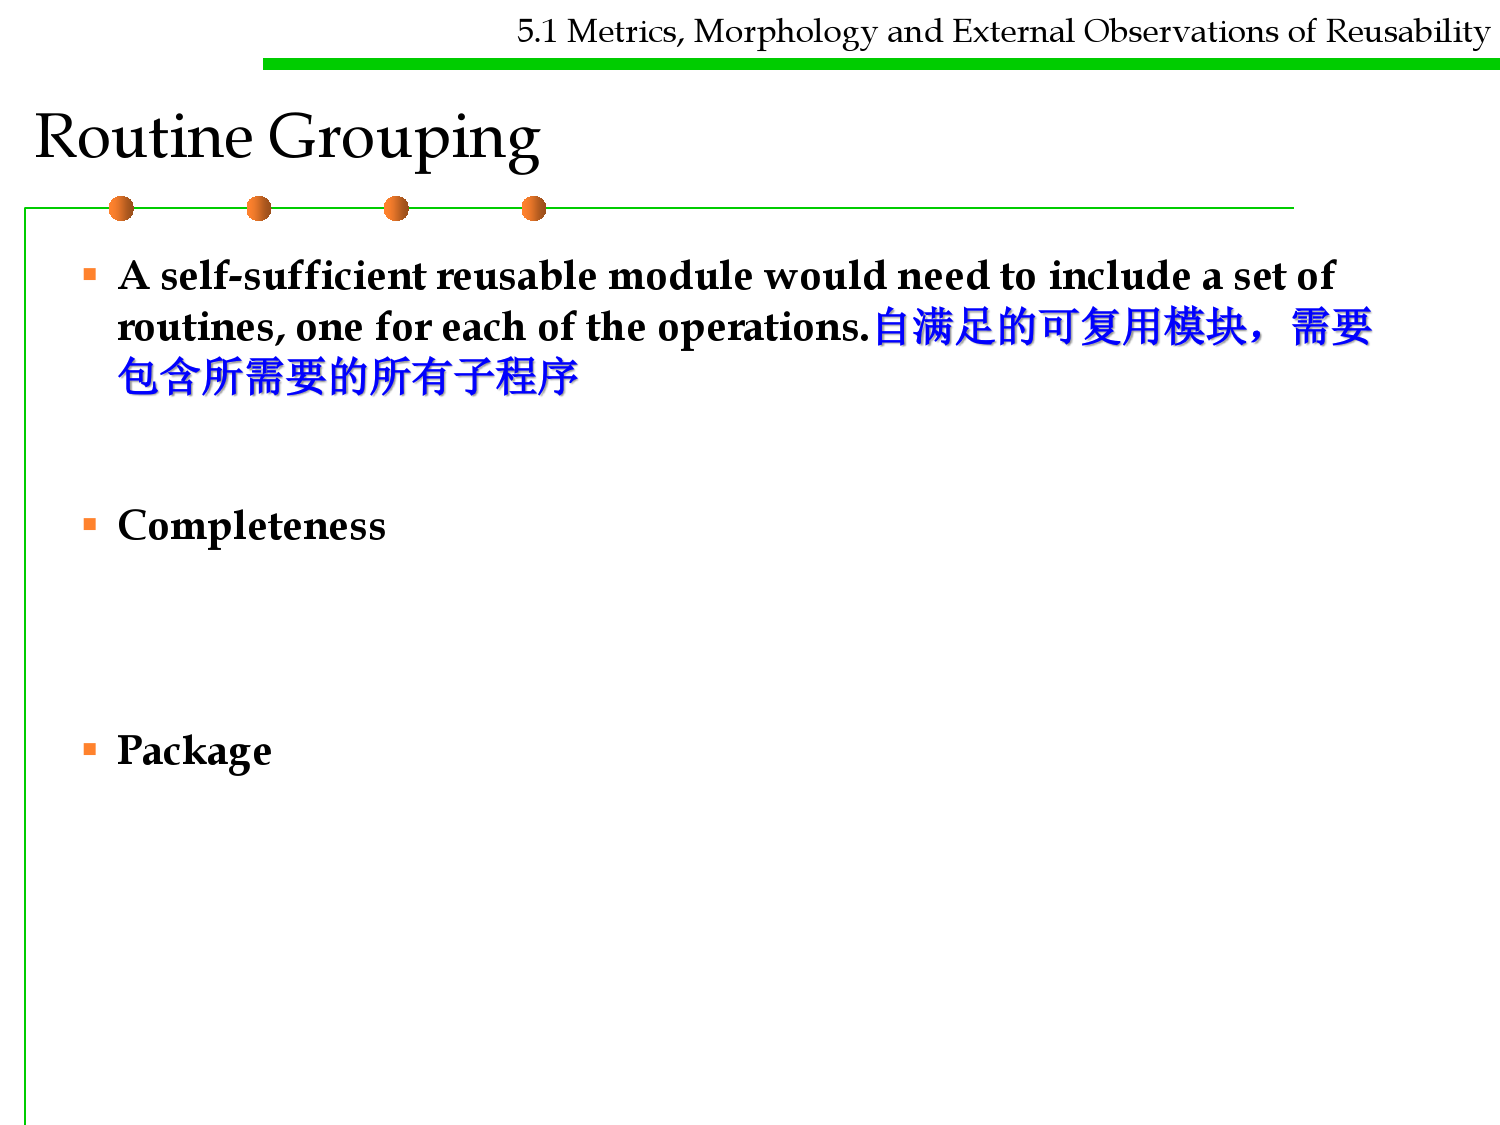 5.1 Metrics, Morphology and External Observations of Reusability
Routine Grouping
A self-sufficient reusable module would need to include a set of
routines, one for each of the operations.自满足的可复用模块，需要
包含所需要的所有子程序
Completeness
Package